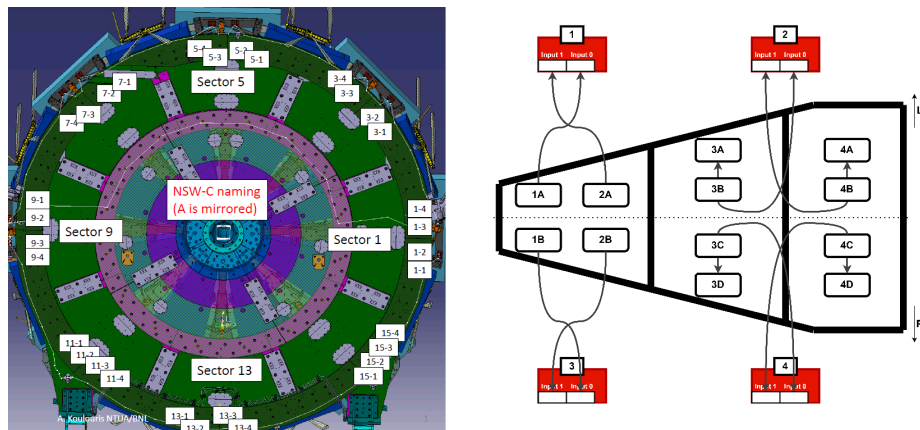 5-4
5-3
5-2
5-1
Sector 5
7-1
7-2
7-3
7-4
3-4
3-3
3-2
3-1
NSW-C naming
(A is mirrored)
9-1
9-2
Sector 9
9-3
9-4
1-4
1-3
Sector 1
1-2
1-1
11-1
11-2
11-3
11-4
15-4
15-3
15-2
15-1
Sector 13
13-1
13-2
13-3
13-4
A. Koulouris NTUA/BNL
1
1
Input 1 Input 0
2
Input 1 Input 0
L
3A
4A
1A
2A
3B
4B
1B
2B
3C
4C
3D
4D
3
Input 1 Input 0
4
Input 1 Input 0